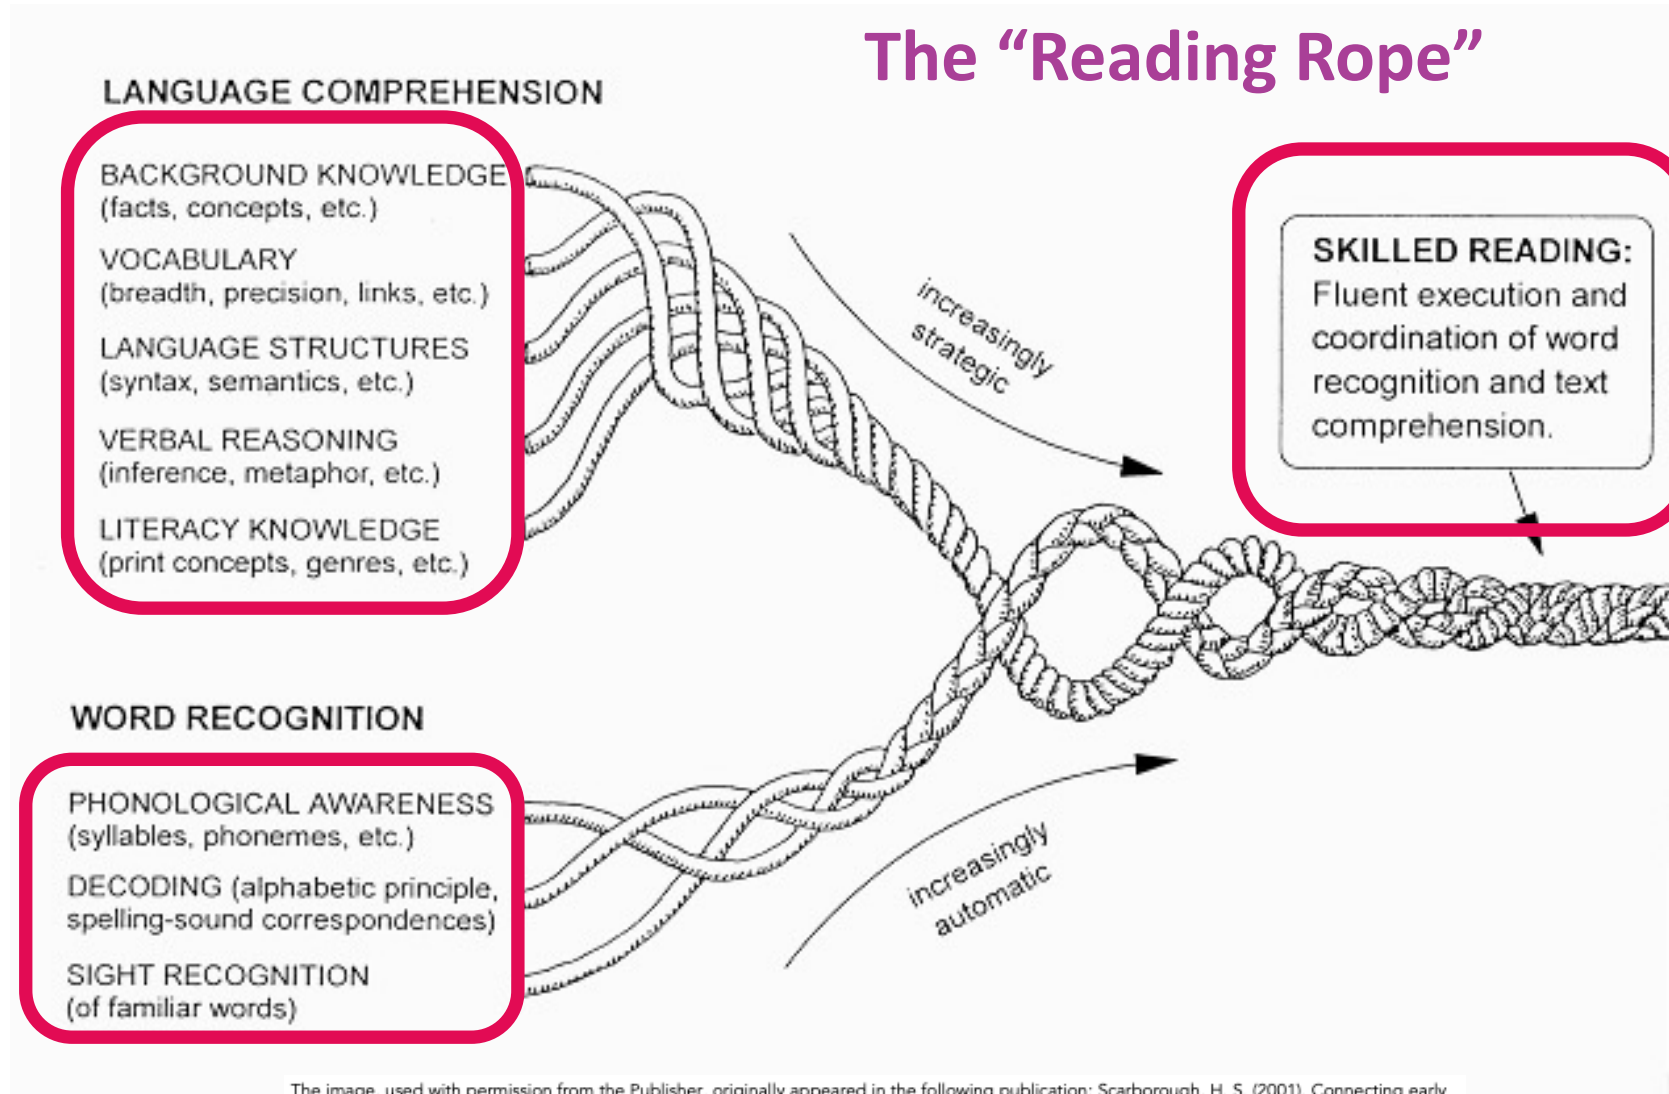 The “Reading Rope”
LANGUAGE COMPREHENSION
BACKGROUND KNOWLEDGE
(facts, concepts, etc.)
VOCABULARY
(breadth, precision, links, etc.)
LANGUAGE STRUCTURES
(syntax, semantics, etc.)
VERBAL REASONING
(inference, metaphor, etc.)
LITERACY KNOWLEDGE
(print concepts, genres, etc.)
increasingly
strategic
SKILLED READING:
Fluent execution and
coordination of word
recognition and text
comprehension.
WORD RECOGNITION
PHONOLOGICAL AWARENESS
(syllables, phonemes, etc.)
DECODING (alphabetic principle,
spelling-sound correspondences)
SIGHT RECOGNITION
(of familiar words)
increasingly
automatic
The image, used with permission from the Publisher, originally appeared in the following publication: Scarborough, H. S. (2001). Connecting early